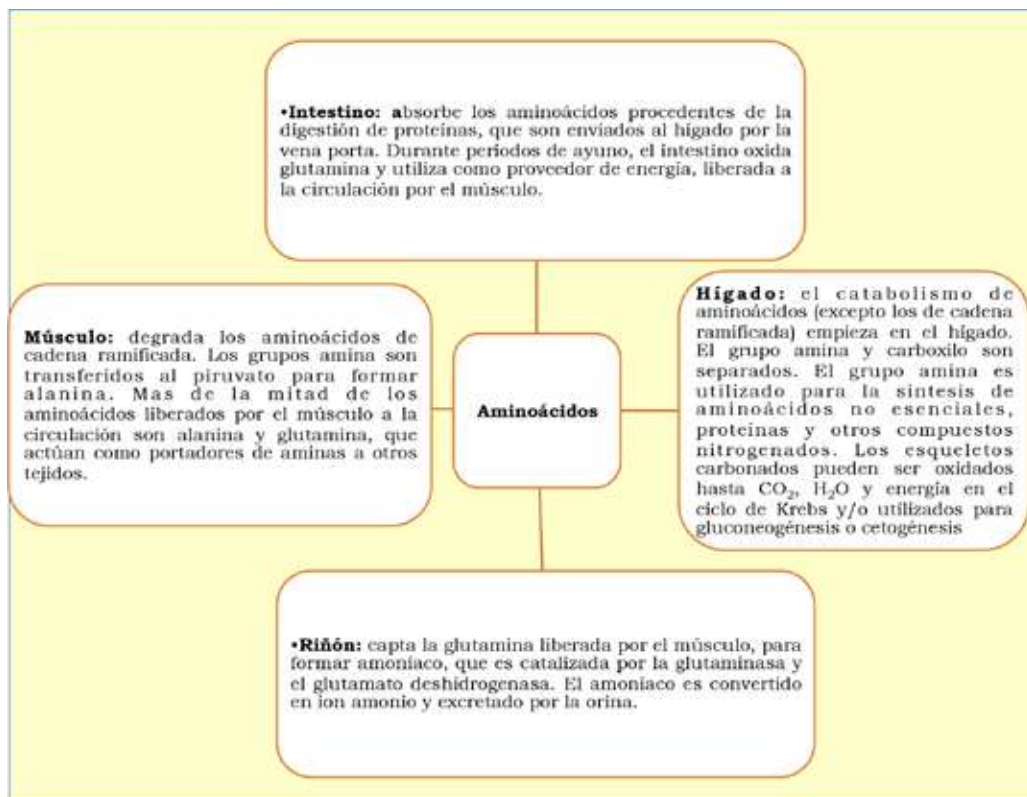 •Intestino: absorbe los aminoácidos procedentes de la
digestión de proteínas, que son enviados al hígado por la
vena porta. Durante periodos de ayuno, el intestino oxida
glutamina y utiliza como proveedor de energía, liberada a
la circulación por el músculo.
Músculo: degrada los aminoácidos de
cadena ramificada. Los grupos amina son
transferidos al piruvato para formar
alanina. Mas de la mitad de los
aminoácidos liberados por el músculo a la
circulación son alanina y glutamina, que
actúan como portadores de aminas a otros
tejidos.
Aminoácidos
Hígado: el catabolismo de
aminoácidos (excepto los de cadena
ramificada) empieza en el hígado.
El grupo amina y carboxilo son
separados. El grupo amina es
utilizado para la síntesis de
aminoácidos no esenciales,
proteínas y otros compuestos
nitrogenados. Los esqueletos
carbonados pueden ser oxidados
hasta CO₂, H₂O y energía en el
ciclo de Krebs y/o utilizados para
gluconeogénesis o cetogénesis
•Riñón: capta la glutamina liberada por el músculo, para
formar amoníaco, que es catalizada por la glutaminasa y
el glutamato deshidrogenasa. El amoniaco es convertido
en ion amonio y excretado por la orina.